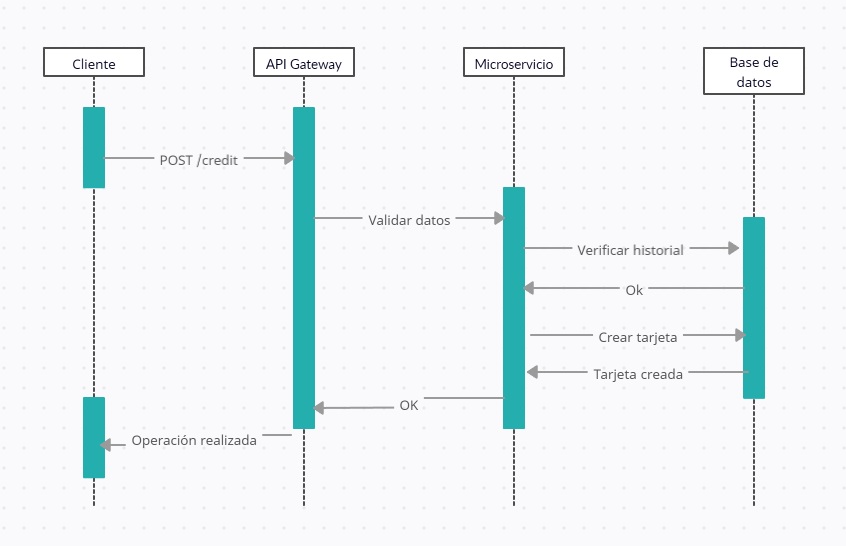 Cliente
API Gateway
Microservicio
Base de
datos
POST /credit
Validar datos
Verificar historial
Ok
Crear tarjeta
Tarjeta creada
OK
Operación realizada